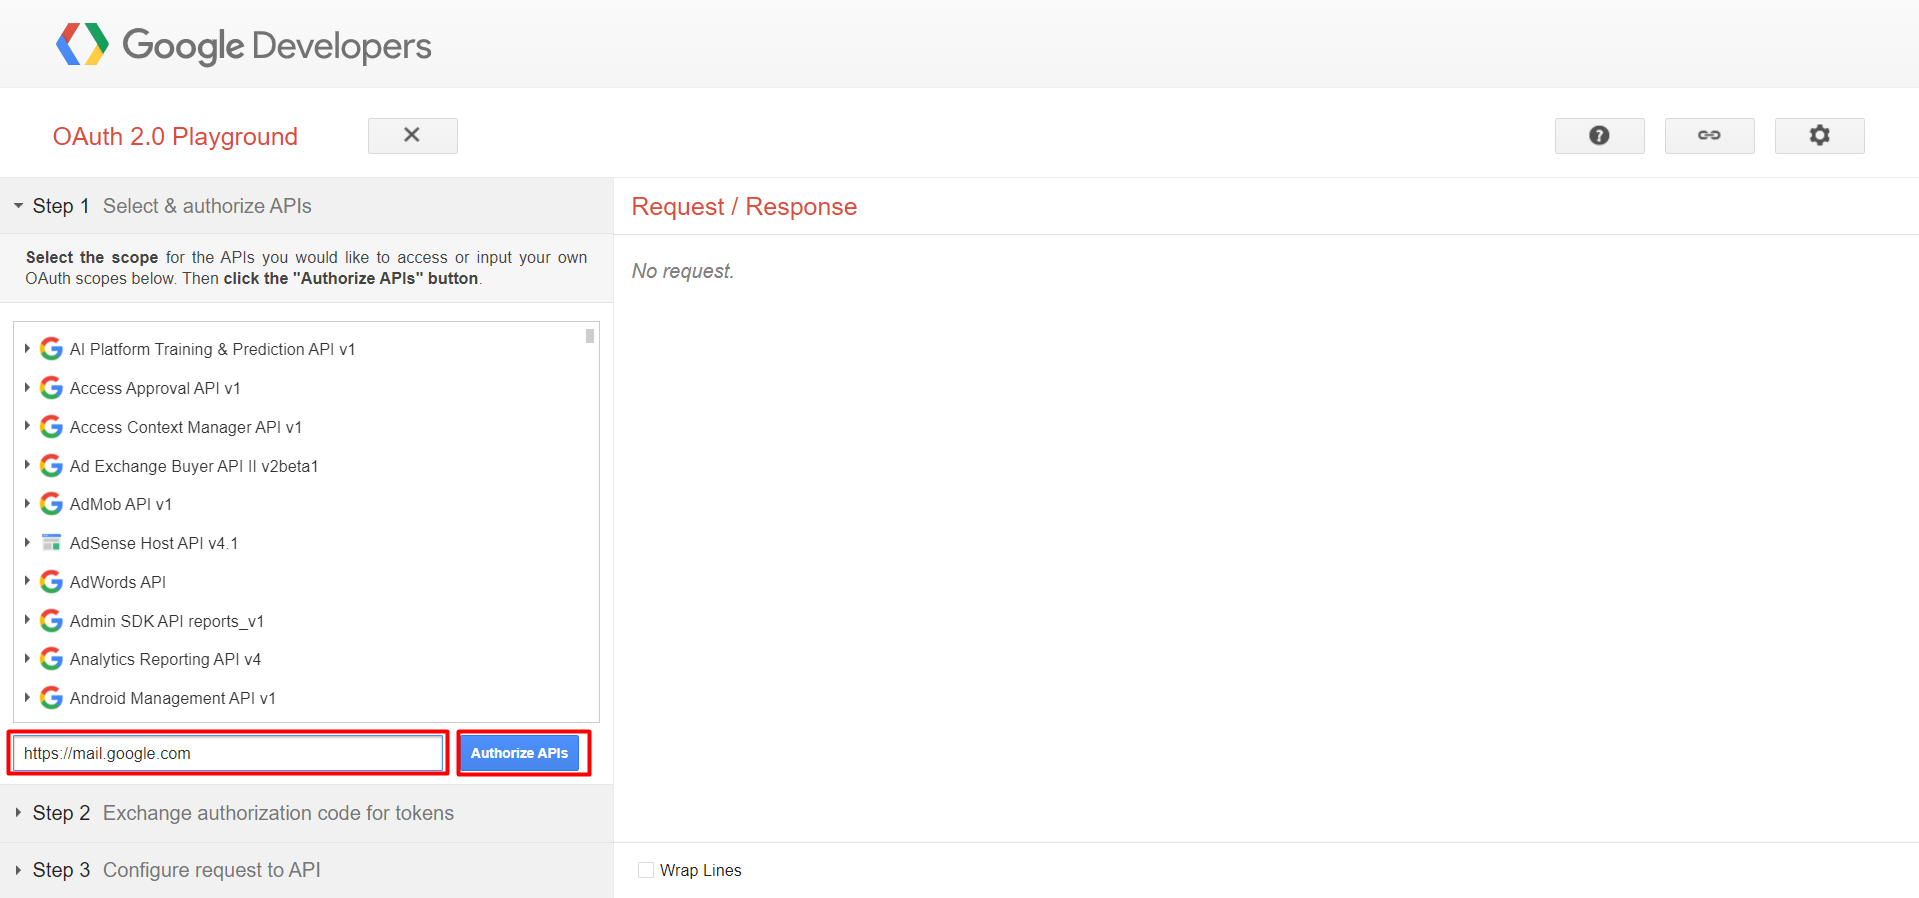 Google Developers
OAuth 2.0 Playground
Step 1 Select & authorize APIs
Select the scope for the APIs you would like to access or input your own
OAuth scopes below. Then click the "Authorize APIs" button.
AI Platform Training & Prediction API v1
Access Approval API v1
Access Context Manager API v1
Ad Exchange Buyer API II v2beta1
AdMob API v1
AdSense Host API v4.1
AdWords API
Admin SDK API reports_v1
Analytics Reporting API v4
Android Management API v1
https://mail.google.com
Authorize APIs
Step 2 Exchange authorization code for tokens
Step 3 Configure request to API
Request / Response
No request.
Wrap Lines